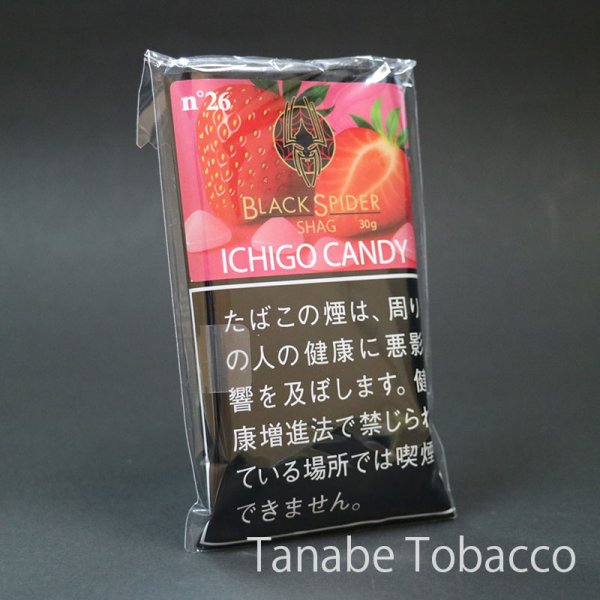 n°26
BLACK SPIDER
SHAG 30g
ICHIGO CANDY
たばこの煙は、周り
の人の健康に悪影
響を及ぼします。健
康増進法で禁じられ
ている場所では喫煙
できません。
Tanabe Tobacco